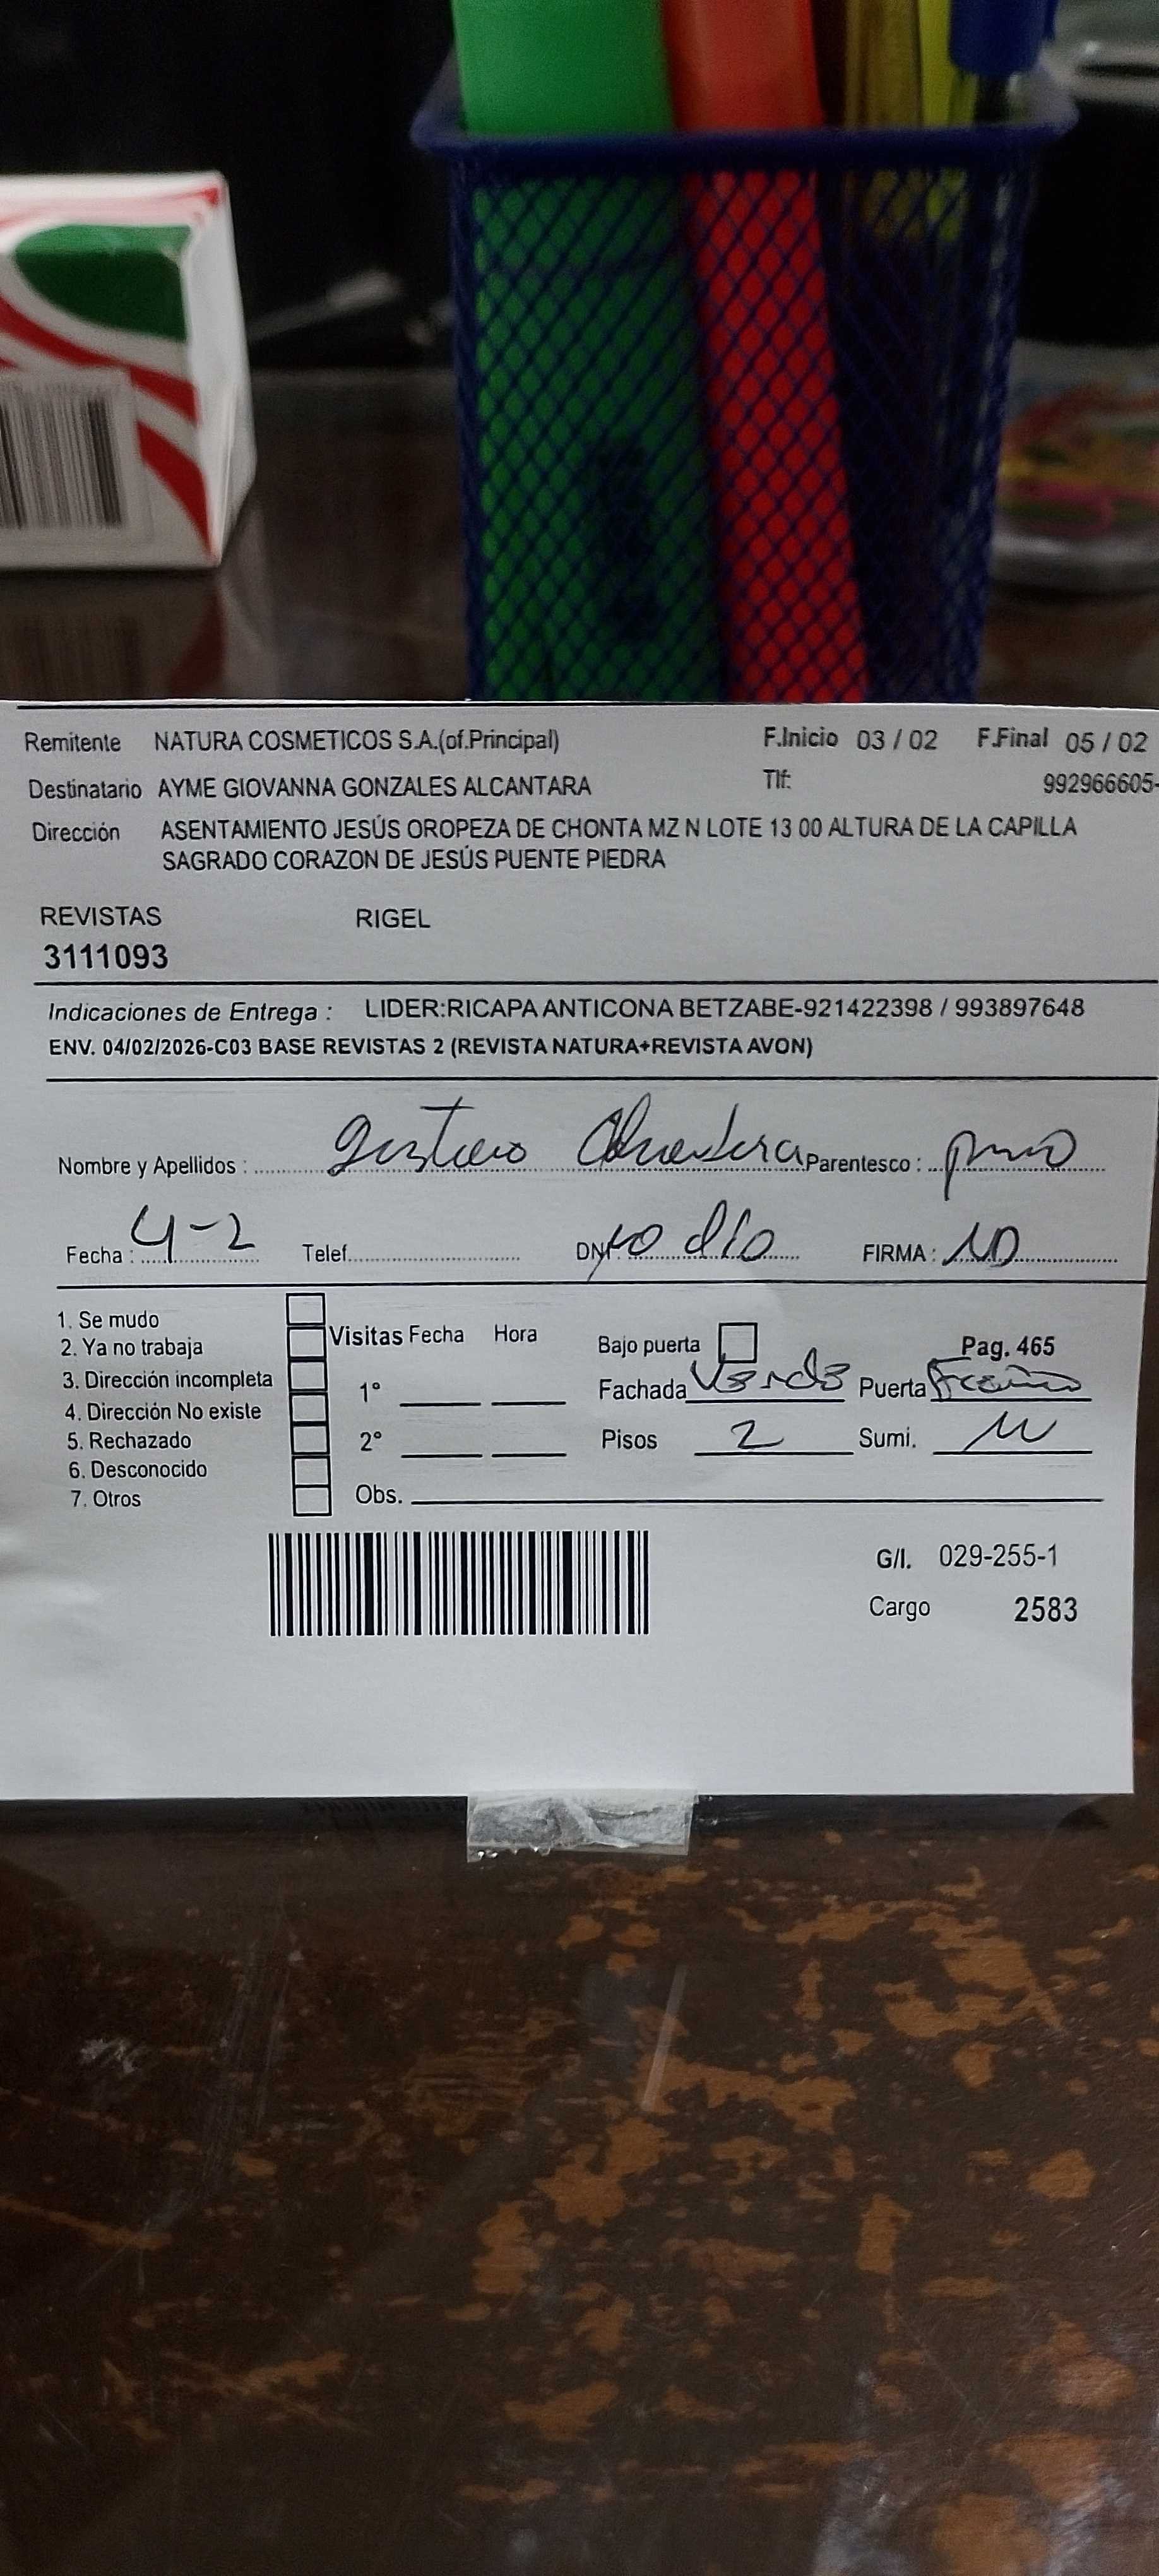 Remitente NATURA COSMETICOS S.A.(of.Principal) F.Inicio 03 / 02 F.Final 05 / 02
Destinatario AYME GIOVANNA GONZALES ALCANTARA Tlf: 992966605-
Dirección ASENTAMIENTO JESÚS OROPEZA DE CHONTA MZ N LOTE 13 00 ALTURA DE LA CAPILLA
SAGRADO CORAZON DE JESÚS PUENTE PIEDRA
REVISTAS RIGEL
3111093
Indicaciones de Entrega : LIDER:RICAPA ANTICONA BETZABE-921422398 / 993897648
ENV. 04/02/2026-C03 BASE REVISTAS 2 (REVISTA NATURA+REVISTA AVON)
Nombre y Apellidos : Gustavo Parentesco :
Fecha : 4-2 Telef. DNI no dio FIRMA :
1. Se mudo
2. Ya no trabaja
3. Dirección incompleta
4. Dirección No existe
5. Rechazado
6. Desconocido
7. Otros
Visitas Fecha Hora
1°
2°
Obs.
Bajo puerta Pag. 465
Fachada Verde Puerta
Pisos 2 Sumi.
G/I. 029-255-1
Cargo 2583